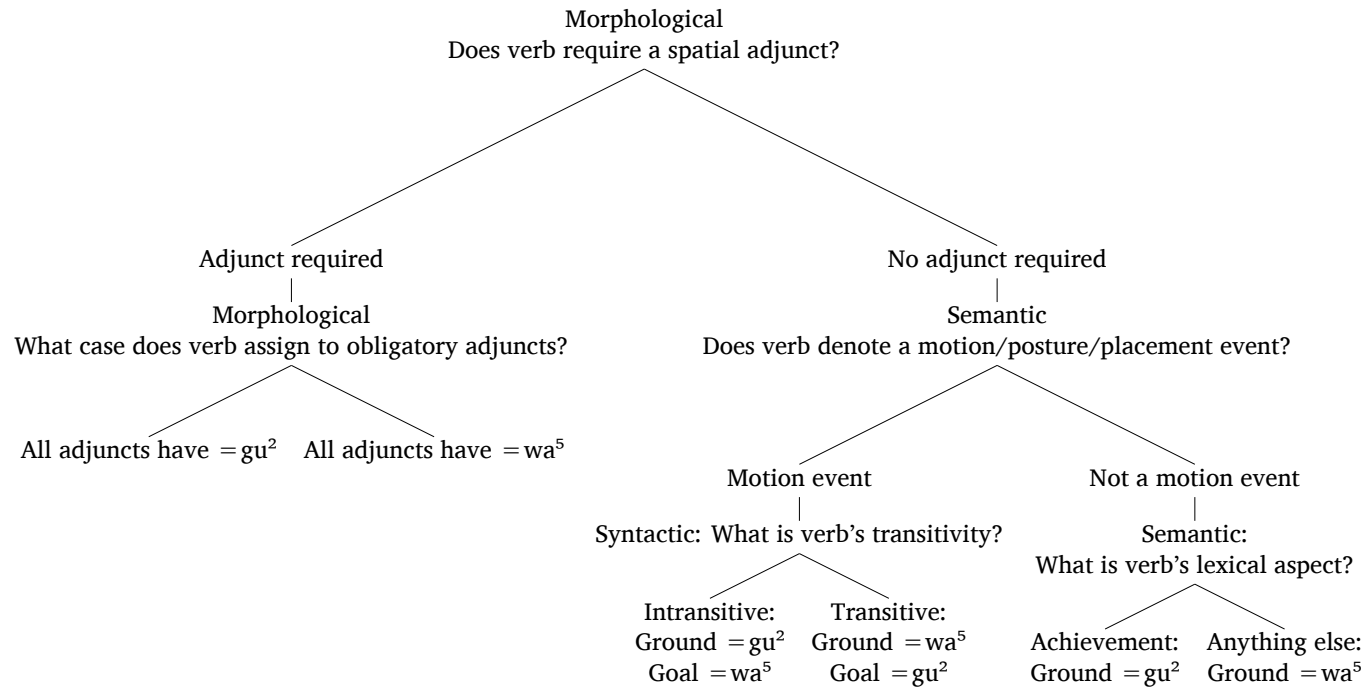 Morphological
Does verb require a spatial adjunct?
Adjunct required
No adjunct required
Morphological
What case does verb assign to obligatory adjuncts?
Semantic
Does verb denote a motion/posture/placement event?
All adjuncts have =gu²
All adjuncts have =wa⁵
Motion event
Not a motion event
Syntactic: What is verb's transitivity?
Semantic:
What is verb's lexical aspect?
Intransitive:
Ground =gu²
Goal =wa⁵
Transitive:
Ground =wa⁵
Goal =gu²
Achievement:
Ground =gu²
Anything else:
Ground =wa⁵